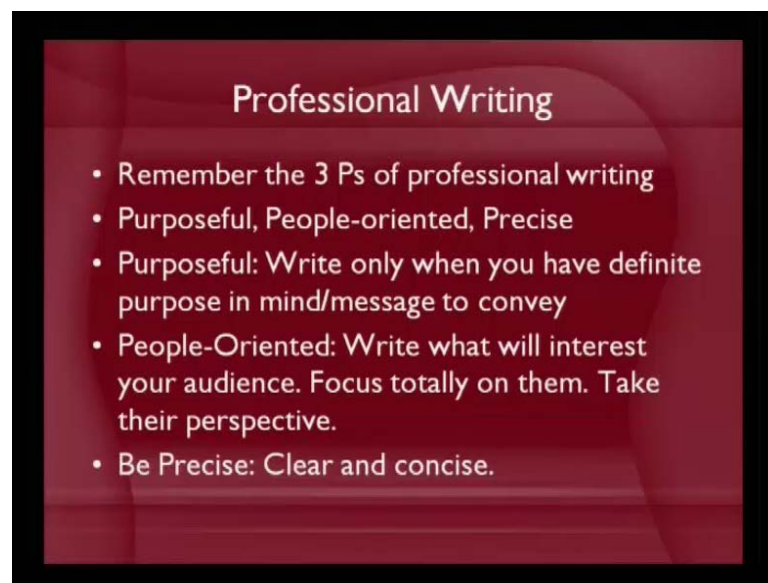 Professional Writing
• Remember the 3 Ps of professional writing
• Purposeful, People-oriented, Precise
• Purposeful: Write only when you have definite
purpose in mind/message to convey
• People-Oriented: Write what will interest
your audience. Focus totally on them. Take
their perspective.
• Be Precise: Clear and concise.